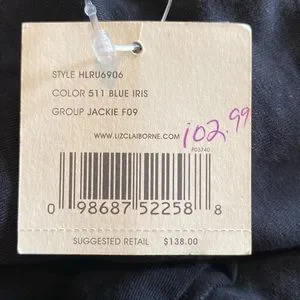 STYLE HLRU6906
COLOR 511 BLUE IRIS
GROUP JACKIE F09
102.99
WWW.LIZCLAIBORNE.COM
P03740
0 98687 52258 8
SUGGESTED RETAIL $138.00